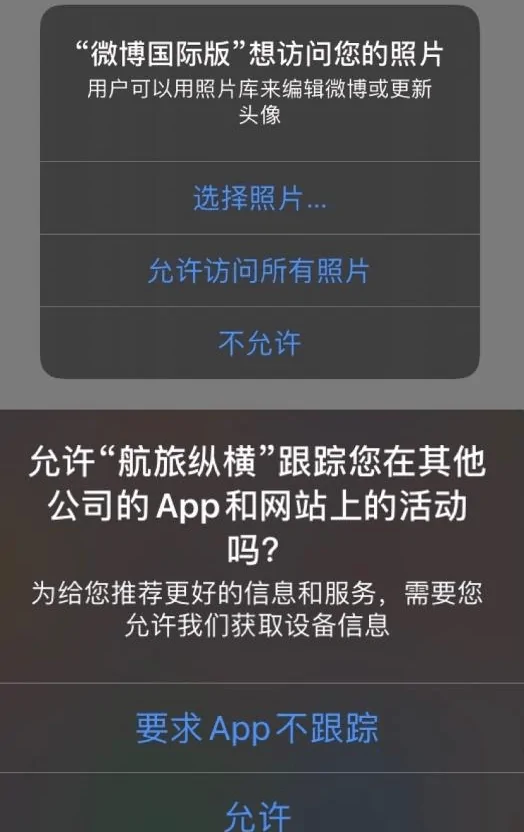 “微博国际版”想访问您的照片
用户可以用照片库来编辑微博或更新
头像
选择照片...
允许访问所有照片
不允许
允许“航旅纵横”跟踪您在其他
公司的App和网站上的活动
吗？
为给您推荐更好的信息和服务，需要您
允许我们获取设备信息
要求App不跟踪
允许